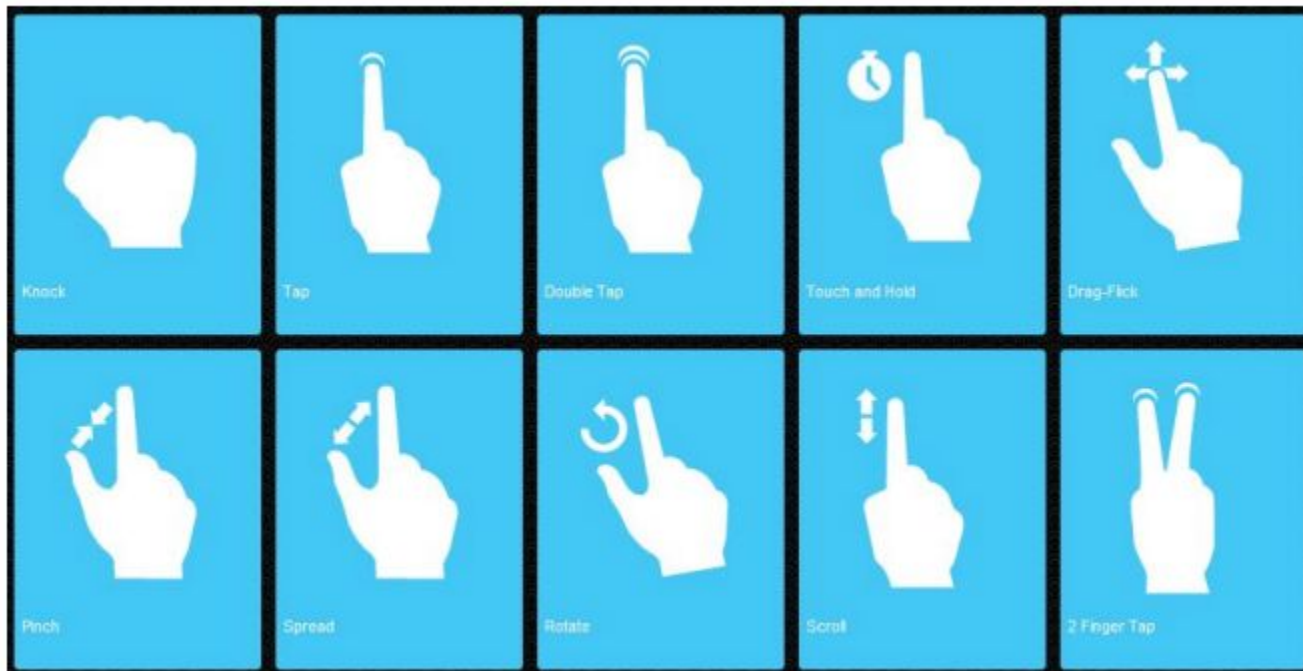 Knock
Tap
Double Tap
Touch and Hold
Drag-Flick
Pinch
Spread
Rotate
Scroll
2 Finger Tap